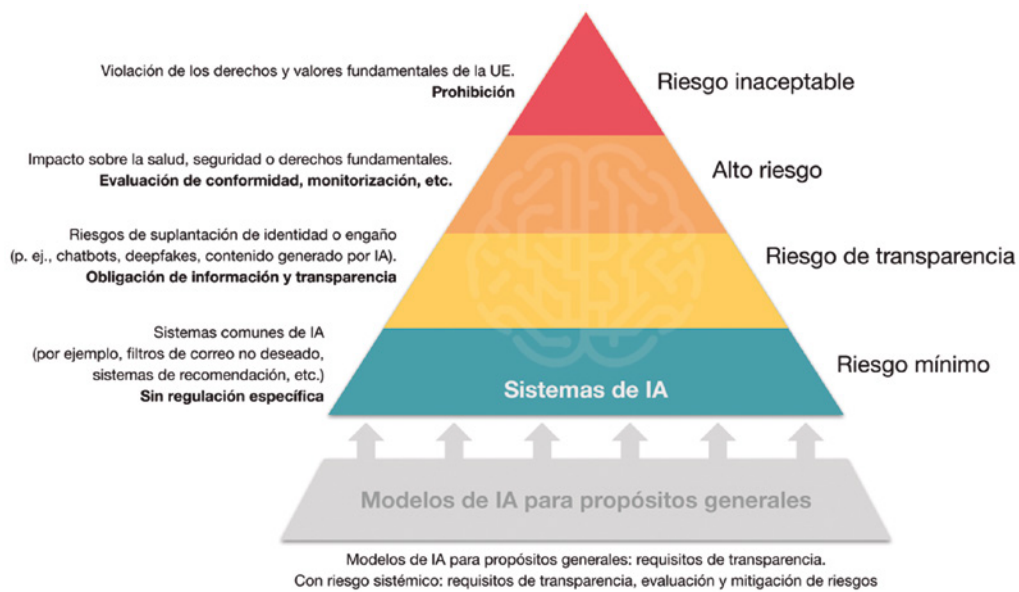 Violación de los derechos y valores fundamentales de la UE.
Prohibición
Riesgo inaceptable
Impacto sobre la salud, seguridad o derechos fundamentales.
Evaluación de conformidad, monitorización, etc.
Alto riesgo
Riesgos de suplantación de identidad o engaño
(p. ej., chatbots, deepfakes, contenido generado por IA).
Obligación de información y transparencia
Riesgo de transparencia
Sistemas comunes de IA
(por ejemplo, filtros de correo no deseado,
sistemas de recomendación, etc.)
Sin regulación específica
Riesgo mínimo
Sistemas de IA
Modelos de IA para propósitos generales
Modelos de IA para propósitos generales: requisitos de transparencia.
Con riesgo sistémico: requisitos de transparencia, evaluación y mitigación de riesgos